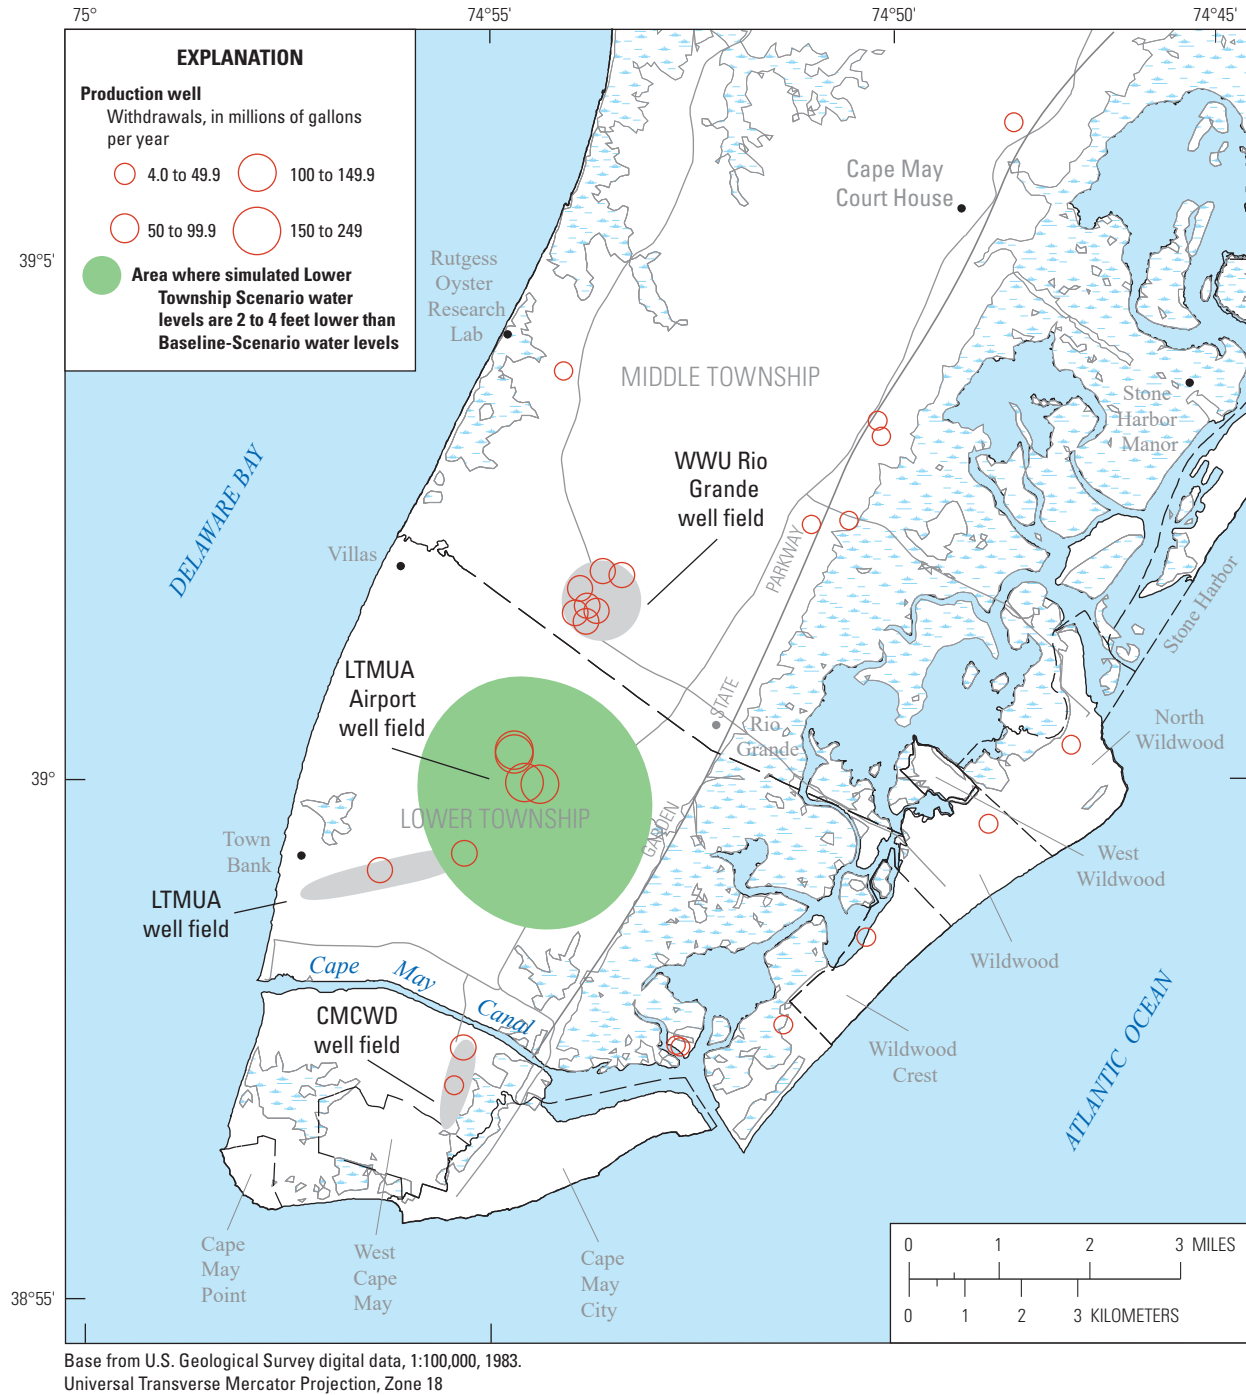 75°
74°55'
74°50'
74°45'
EXPLANATION
Production well
Withdrawals, in millions of gallons
per year
4.0 to 49.9
100 to 149.9
50 to 99.9
150 to 249
Area where simulated Lower
Township Scenario water
levels are 2 to 4 feet lower than
Baseline-Scenario water levels
39°5'
39°
38°55'
Cape May
Court House
Rutgess
Oyster
Research
Lab
MIDDLE TOWNSHIP
Stone
Harbor
Manor
WWU Rio
Grande
well field
DELAWARE BAY
Villas
PARKWAY
STATE
GARDEN
Stone Harbor
LTMUA
Airport
well field
Rio
Grande
North
Wildwood
LOWER TOWNSHIP
Town
Bank
West
Wildwood
LTMUA
well field
Wildwood
Cape May Canal
CMCWD
well field
Wildwood
Crest
ATLANTIC OCEAN
Cape
May
Point
West
Cape
May
Cape
May
City
0 1 2 3 MILES
0 1 2 3 KILOMETERS
Base from U.S. Geological Survey digital data, 1:100,000, 1983.
Universal Transverse Mercator Projection, Zone 18